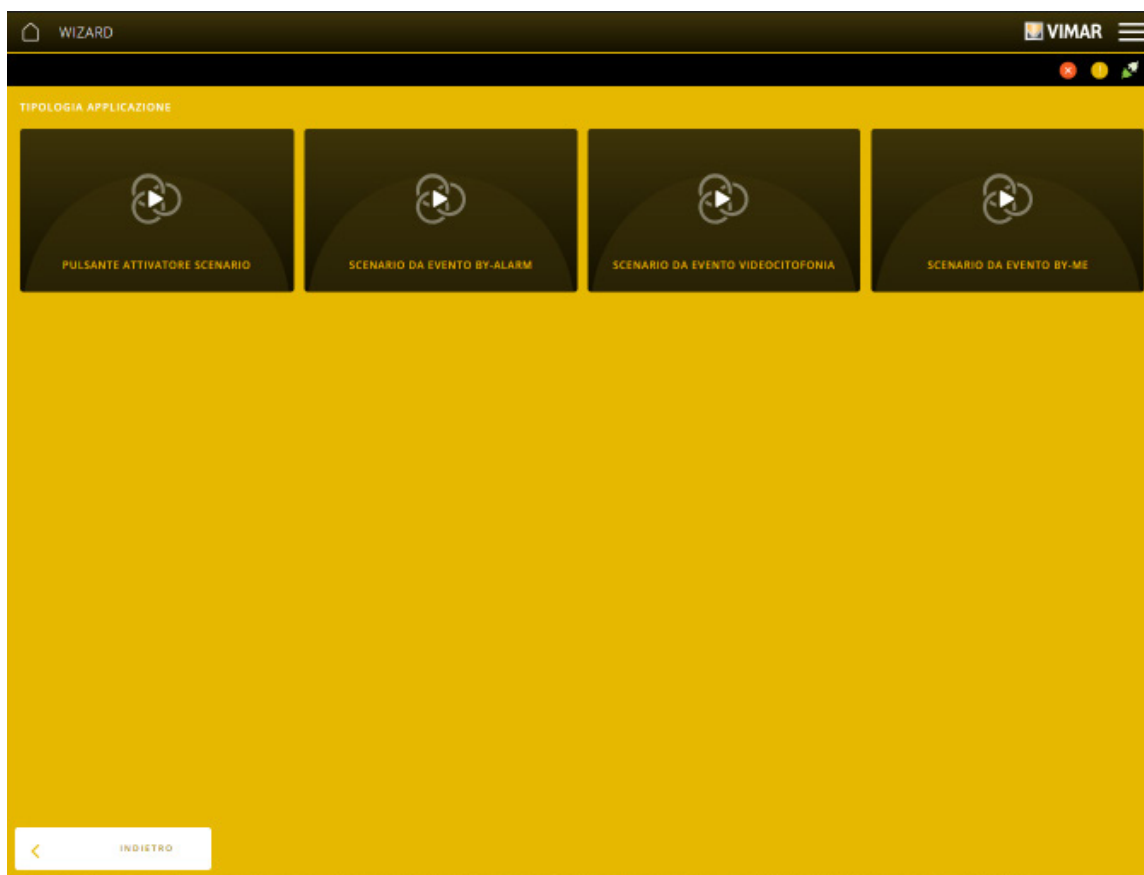 WIZARD
VIMAR
TIPOLOGIA APPLICAZIONE
PULSANTE ATTIVATORE SCENARIO
SCENARIO DA EVENTO BY-ALARM
SCENARIO DA EVENTO VIDEOCITOFONIA
SCENARIO DA EVENTO BY-ME
INDIETRO